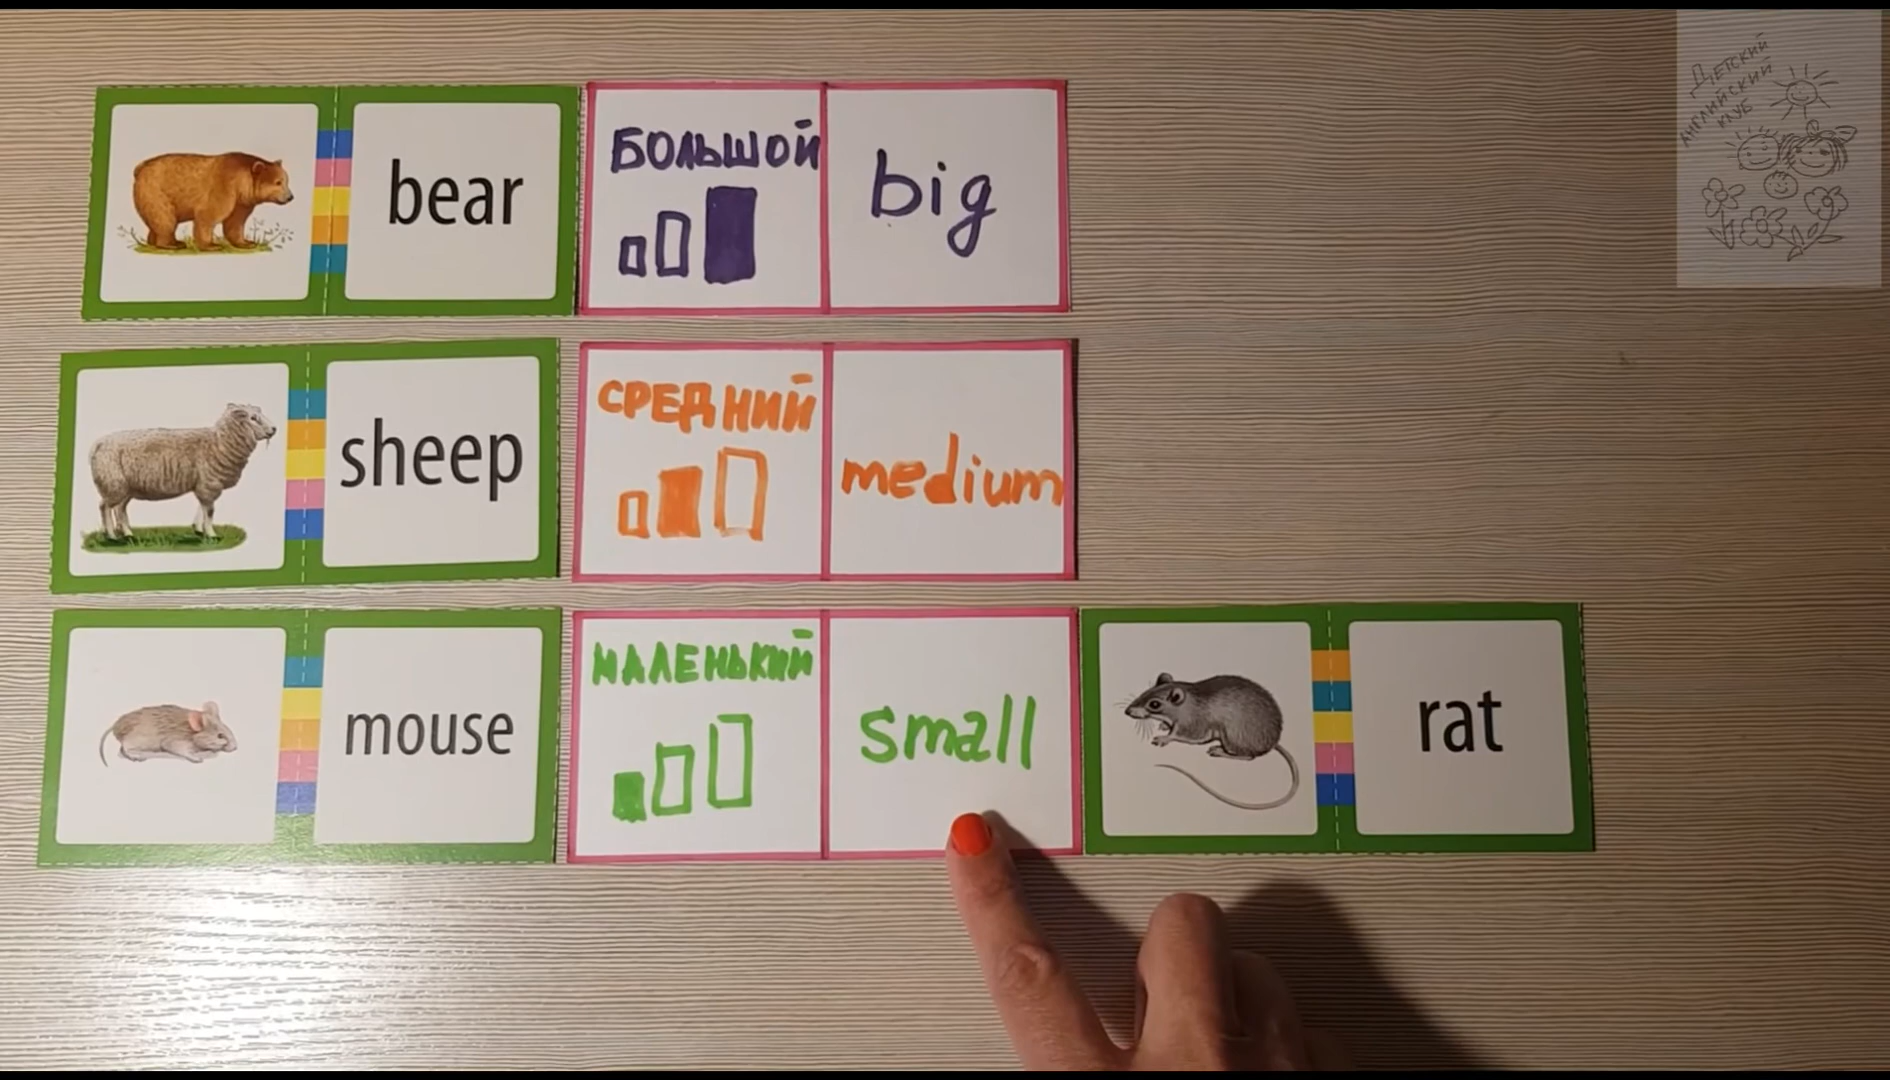 ДЕТСКИЙ
АНГЛИЙСКИЙ
КЛУБ
bear
БОЛЬШОЙ
big
sheep
СРЕДНИЙ
medium
mouse
МАЛЕНЬКИЙ
small
rat